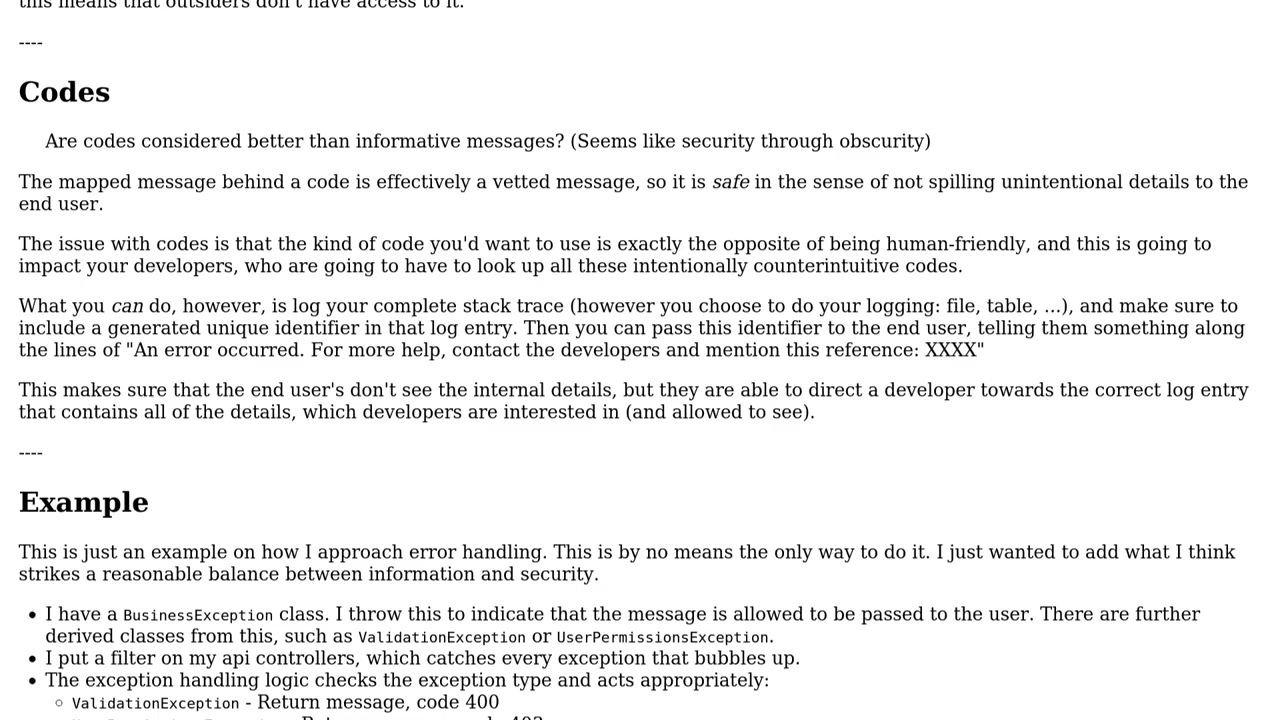 this means that outsiders don't have access to it.
----
Codes
Are codes considered better than informative messages? (Seems like security through obscurity)
The mapped message behind a code is effectively a vetted message, so it is safe in the sense of not spilling unintentional details to the
end user.
The issue with codes is that the kind of code you'd want to use is exactly the opposite of being human-friendly, and this is going to
impact your developers, who are going to have to look up all these intentionally counterintuitive codes.
What you can do, however, is log your complete stack trace (however you choose to do your logging: file, table, ...), and make sure to
include a generated unique identifier in that log entry. Then you can pass this identifier to the end user, telling them something along
the lines of "An error occurred. For more help, contact the developers and mention this reference: XXXX"
This makes sure that the end user's don't see the internal details, but they are able to direct a developer towards the correct log entry
that contains all of the details, which developers are interested in (and allowed to see).
----
Example
This is just an example on how I approach error handling. This is by no means the only way to do it. I just wanted to add what I think
strikes a reasonable balance between information and security.
• I have a BusinessException class. I throw this to indicate that the message is allowed to be passed to the user. There are further
derived classes from this, such as ValidationException or UserPermissionsException.
• I put a filter on my api controllers, which catches every exception that bubbles up.
• The exception handling logic checks the exception type and acts appropriately:
◦ ValidationException - Return message, code 400